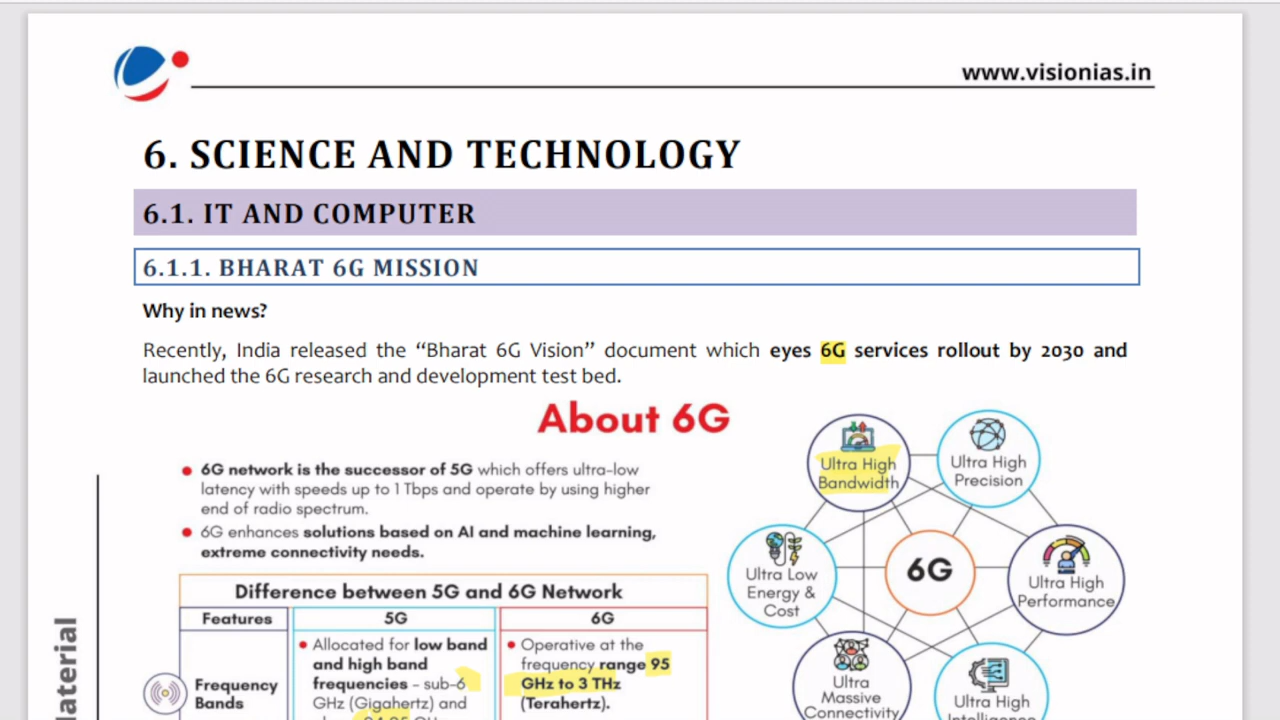 www.visionias.in
6. SCIENCE AND TECHNOLOGY
6.1. IT AND COMPUTER
6.1.1. BHARAT 6G MISSION
Why in news?
Recently, India released the “Bharat 6G Vision” document which eyes 6G services rollout by 2030 and
launched the 6G research and development test bed.
About 6G
• 6G network is the successor of 5G which offers ultra-low
latency with speeds up to 1 Tbps and operate by using higher
end of radio spectrum.
• 6G enhances solutions based on AI and machine learning,
extreme connectivity needs.
Difference between 5G and 6G Network
Features
5G
6G
Frequency
Bands
• Allocated for low band
and high band
frequencies – sub-6
GHz (Gigahertz) and
• Operative at the
frequency range 95
GHz to 3 THz
(Terahertz).
Ultra High
Bandwidth
Ultra High
Precision
Ultra Low
Energy &
Cost
6G
Ultra High
Performance
Ultra
Massive
Connectivity
Ultra High